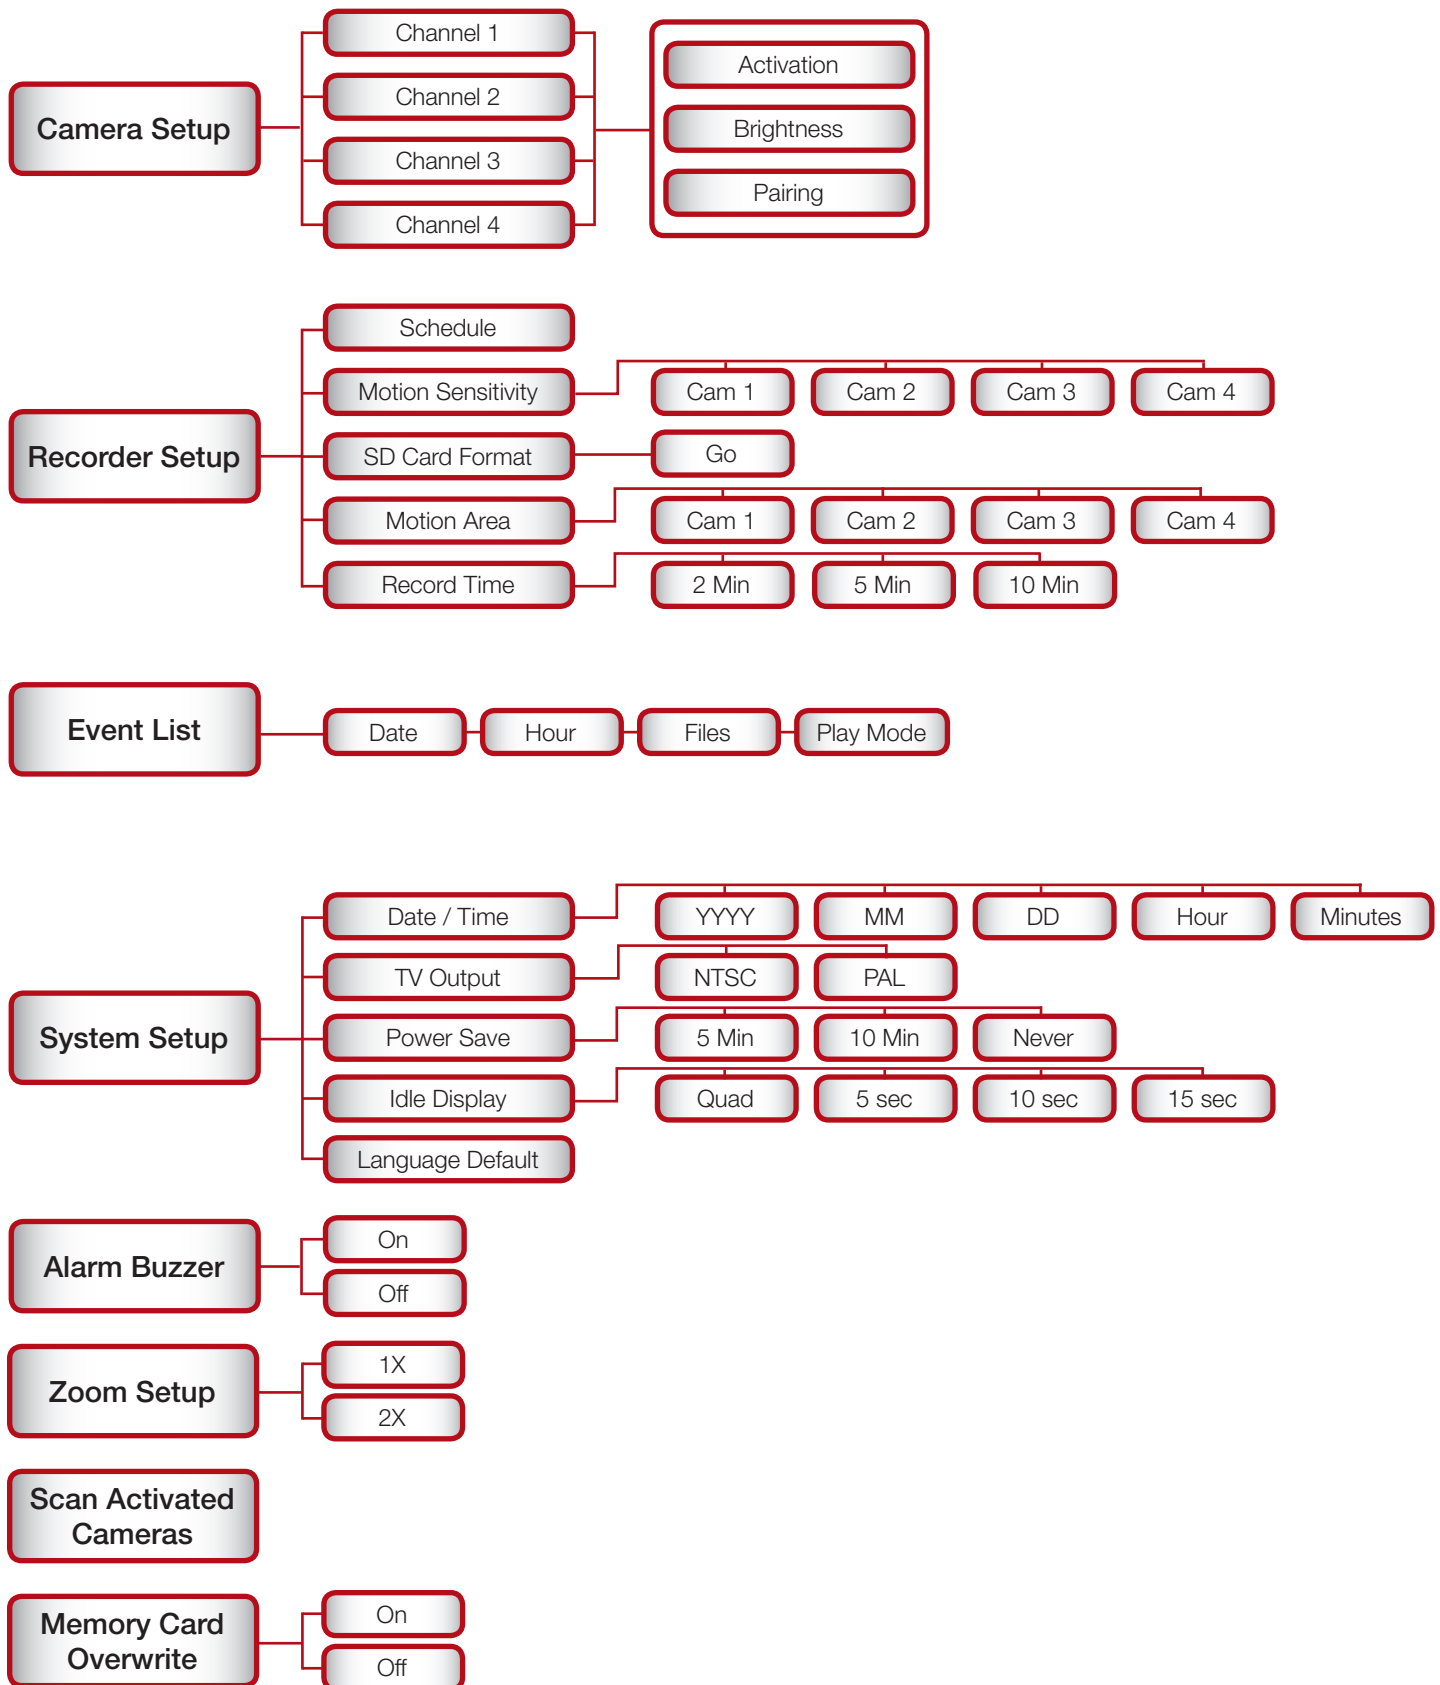 Camera Setup
Channel 1
Channel 2
Channel 3
Channel 4
Activation
Brightness
Pairing
Recorder Setup
Schedule
Motion Sensitivity
Cam 1
Cam 2
Cam 3
Cam 4
SD Card Format
Go
Motion Area
Cam 1
Cam 2
Cam 3
Cam 4
Record Time
2 Min
5 Min
10 Min
Event List
Date
Hour
Files
Play Mode
System Setup
Date / Time
YYYY
MM
DD
Hour
Minutes
TV Output
NTSC
PAL
Power Save
5 Min
10 Min
Never
Idle Display
Quad
5 sec
10 sec
15 sec
Language Default
Alarm Buzzer
On
Off
Zoom Setup
1X
2X
Scan Activated
Cameras
Memory Card
Overwrite
On
Off